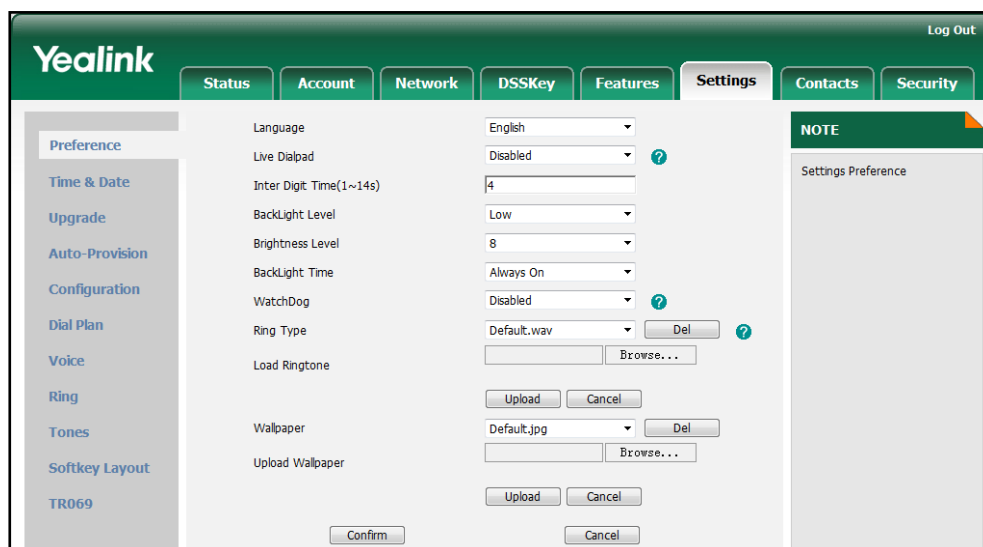 Log Out
Yealink
Status Account Network DSSKey Features Settings Contacts Security
Preference
Time & Date
Upgrade
Auto-Provision
Configuration
Dial Plan
Voice
Ring
Tones
Softkey Layout
TR069
Language English
Live Dialpad Disabled ?
Inter Digit Time(1~14s) 4
BackLight Level Low
Brightness Level 8
BackLight Time Always On
WatchDog Disabled ?
Ring Type Default.wav Del ?
Load Ringtone Browse...
Upload Cancel
Wallpaper Default.jpg Del
Upload Wallpaper Browse...
Upload Cancel
Confirm Cancel
NOTE
Settings Preference